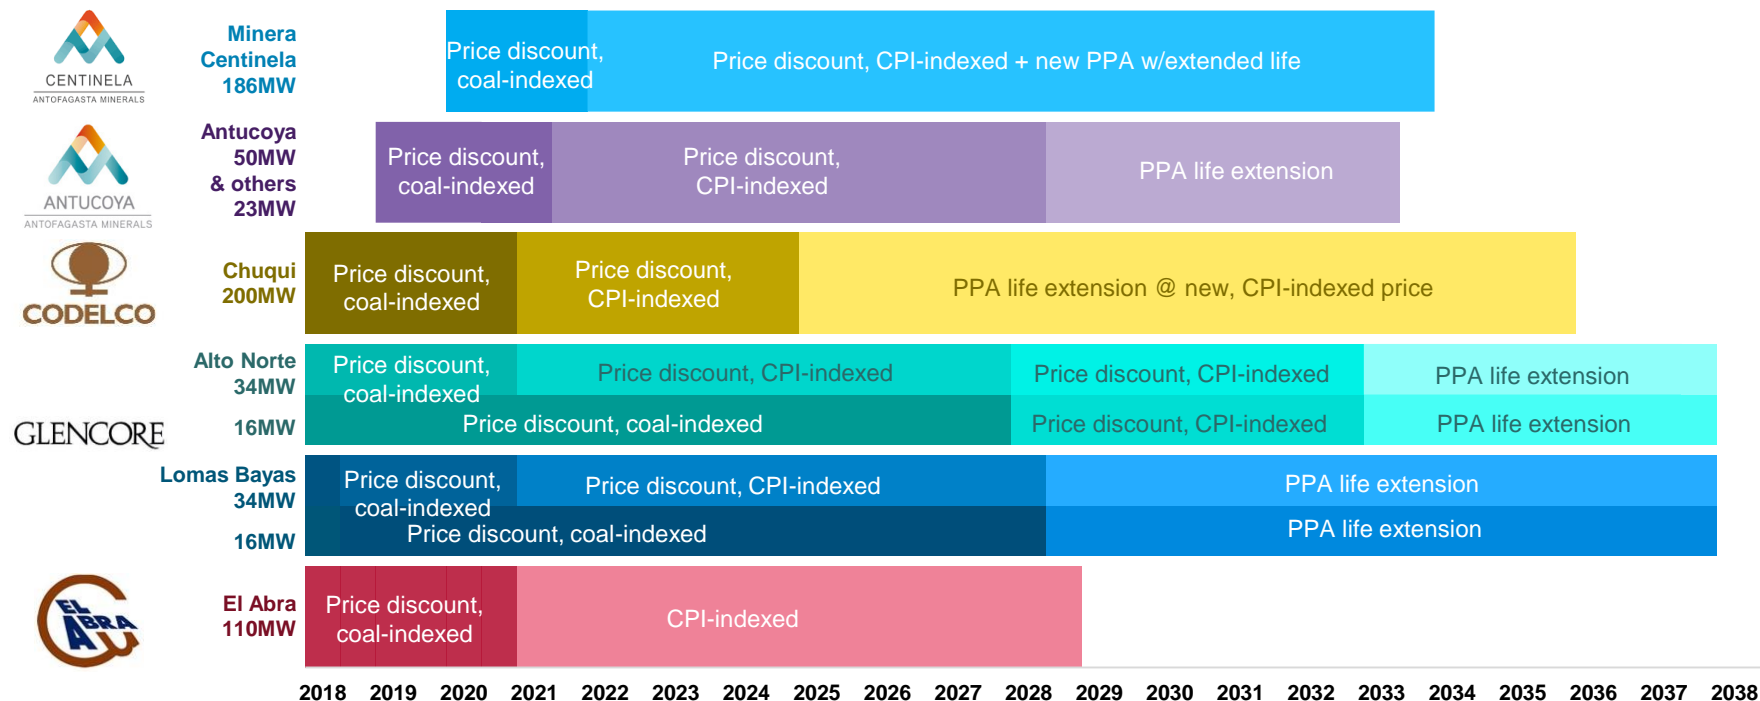 CENTINELA
ANTOFAGASTA MINERALS
Minera
Centinela
186MW
Price discount,
coal-indexed
Price discount, CPI-indexed + new PPA w/extended life
ANTUCOYA
ANTOFAGASTA MINERALS
Antucoya
50MW
& others
23MW
Price discount,
coal-indexed
Price discount,
CPI-indexed
PPA life extension
CODELCO
Chuqui
200MW
Price discount,
coal-indexed
Price discount,
CPI-indexed
PPA life extension @ new, CPI-indexed price
GLENCORE
Alto Norte
34MW
Price discount,
coal-indexed
Price discount, CPI-indexed
Price discount, CPI-indexed
PPA life extension
16MW
Price discount, coal-indexed
Price discount, CPI-indexed
PPA life extension
Lomas Bayas
34MW
Price discount,
coal-indexed
Price discount, CPI-indexed
PPA life extension
16MW
Price discount, coal-indexed
PPA life extension
EL
ABRA
El Abra
110MW
Price discount,
coal-indexed
CPI-indexed
2018 2019 2020 2021 2022 2023 2024 2025 2026 2027 2028 2029 2030 2031 2032 2033 2034 2035 2036 2037 2038